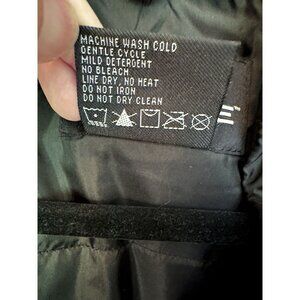 MACHINE WASH COLD
GENTLE CYCLE
MILD DETERGENT
NO BLEACH
LINE DRY, NO HEAT
DO NOT IRON
DO NOT DRY CLEAN